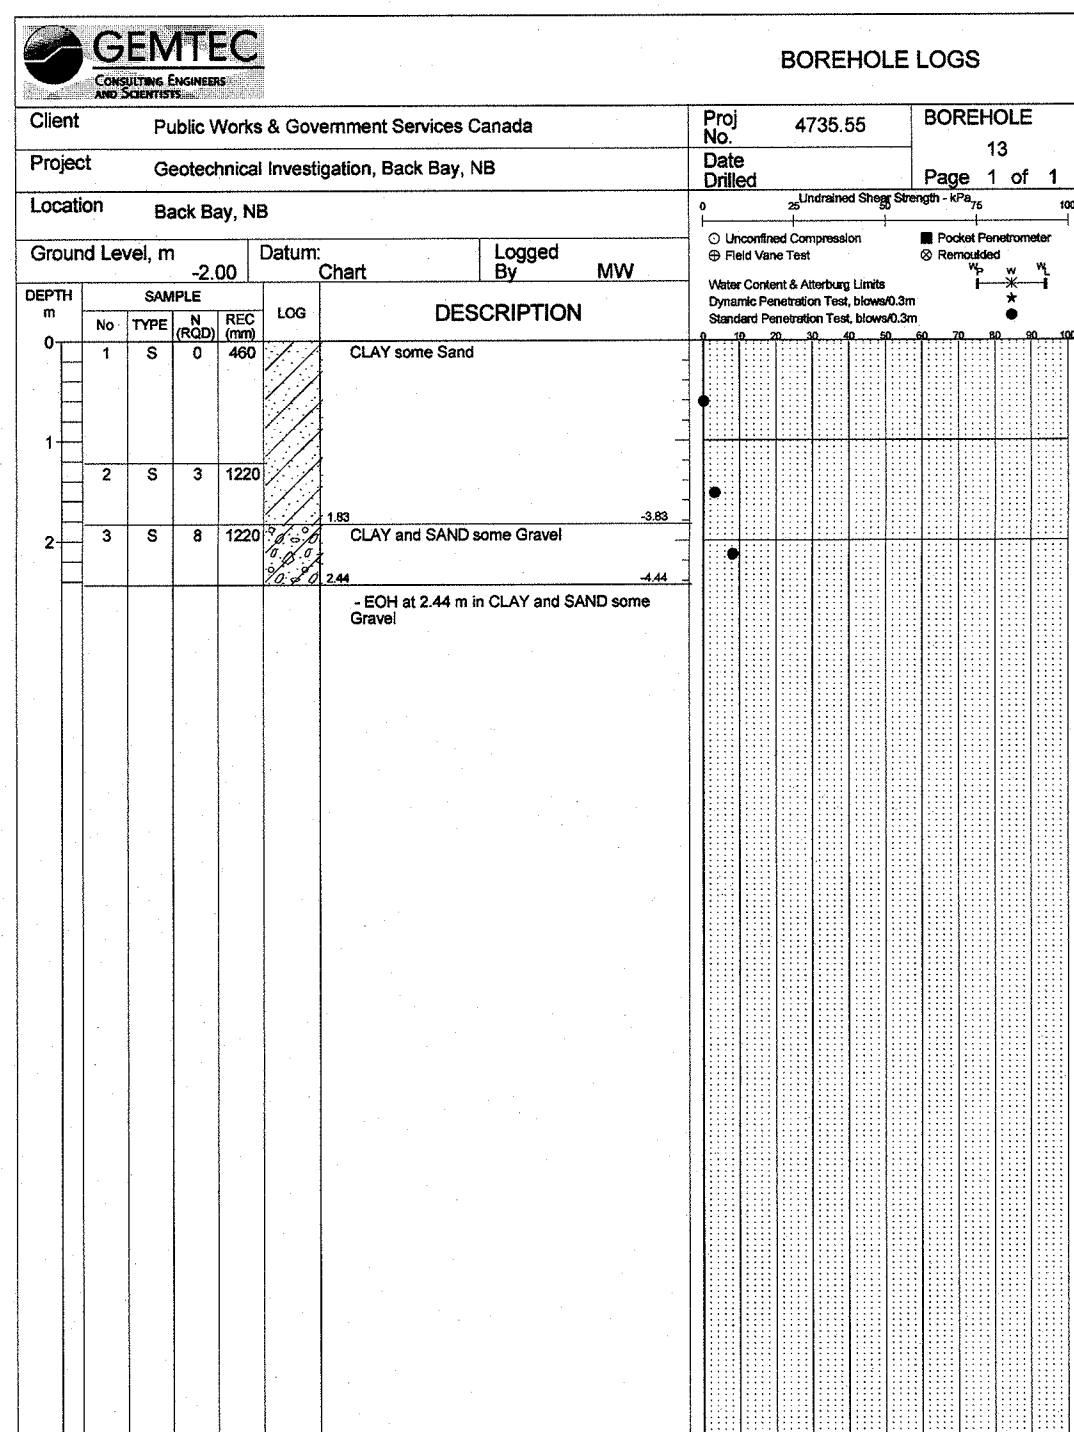 GEMTEC
CONSULTING ENGINEERS
AND SCIENTISTS
BOREHOLE LOGS
Client Public Works & Government Services Canada
Proj No. 4735.55
BOREHOLE
13
Project Geotechnical Investigation, Back Bay, NB
Date Drilled
Page 1 of 1
Location Back Bay, NB
Undrained Shear Strength - kPa
0 25 50 75 100
Ground Level, m -2.00
Datum: Chart
Logged By MW
Unconfined Compression Pocket Penetrometer
Field Vane Test Remoulded
Water Content & Atterburg Limits WP W WL
Dynamic Penetration Test, blows/0.3m ★
Standard Penetration Test, blows/0.3m ●
DEPTH m
SAMPLE
No TYPE N (RQD) REC (mm)
LOG
DESCRIPTION
0 10 20 30 40 50 60 70 80 90 100
0
1 S 0 460 CLAY some Sand
1
2 S 3 1220
1.83 -3.83
2
3 S 8 1220 CLAY and SAND some Gravel
2.44 -4.44
- EOH at 2.44 m in CLAY and SAND some
Gravel